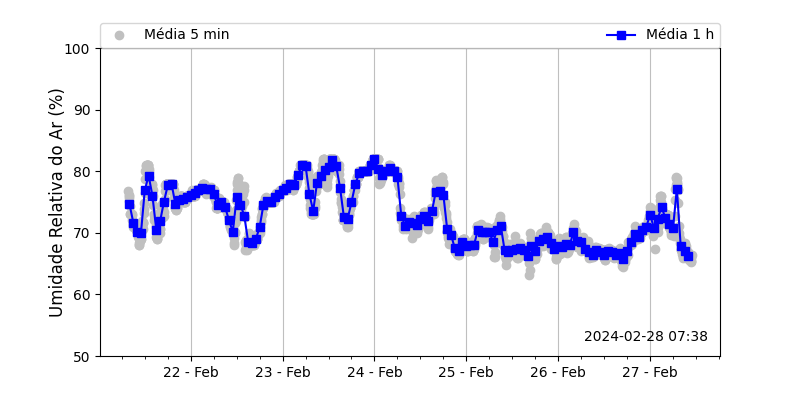 Média 5 min
Média 1 h
100
90
80
70
60
50
Umidade Relativa do Ar (%)
2024-02-28 07:38
22 - Feb
23 - Feb
24 - Feb
25 - Feb
26 - Feb
27 - Feb